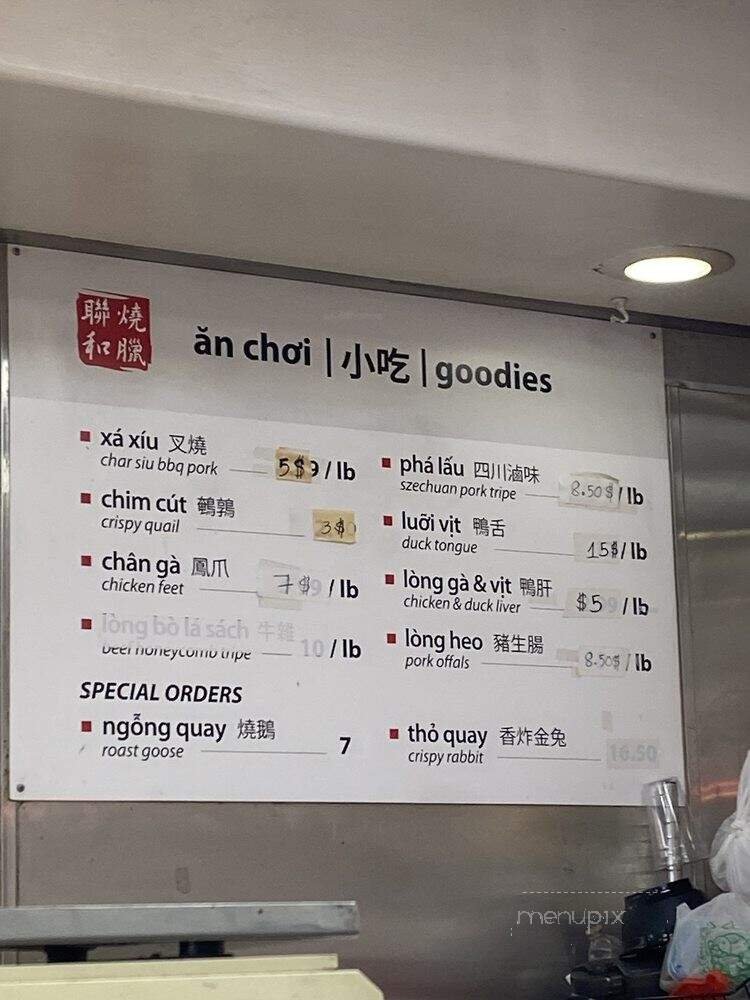 聯燒
和臘
ăn chơi | 小吃 | goodies
xá xíu 叉燒
char siu bbq pork 5$9 / lb
chim cút 鵪鶉
crispy quail 3$
chân gà 鳳爪
chicken feet 7$9 / lb
lòng bò lá sách 牛雜
beef honeycomb tripe 10 / lb
phá lấu 四川滷味
szechuan pork tripe 8.50$ / lb
lưỡi vịt 鴨舌
duck tongue 15$ / lb
lòng gà & vịt 鴨肝
chicken & duck liver $5 9 / lb
lòng heo 豬生腸
pork offals 8.50$ / lb
SPECIAL ORDERS
ngỗng quay 燒鵝
roast goose 7
thỏ quay 香炸金兔
crispy rabbit 16.50
menupix